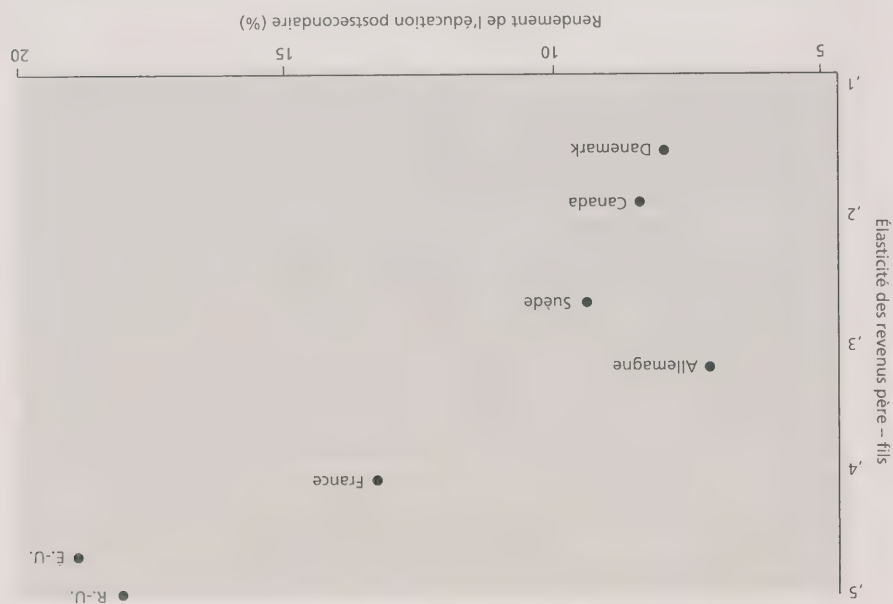 Élasticité des revenus père – fils
,5
R.-U.
É.-U.
,4
France
Allemagne
,3
Suède
,2
Canada
Danemark
,1
5 10 15 20
Rendement de l'éducation postsecondaire (%)